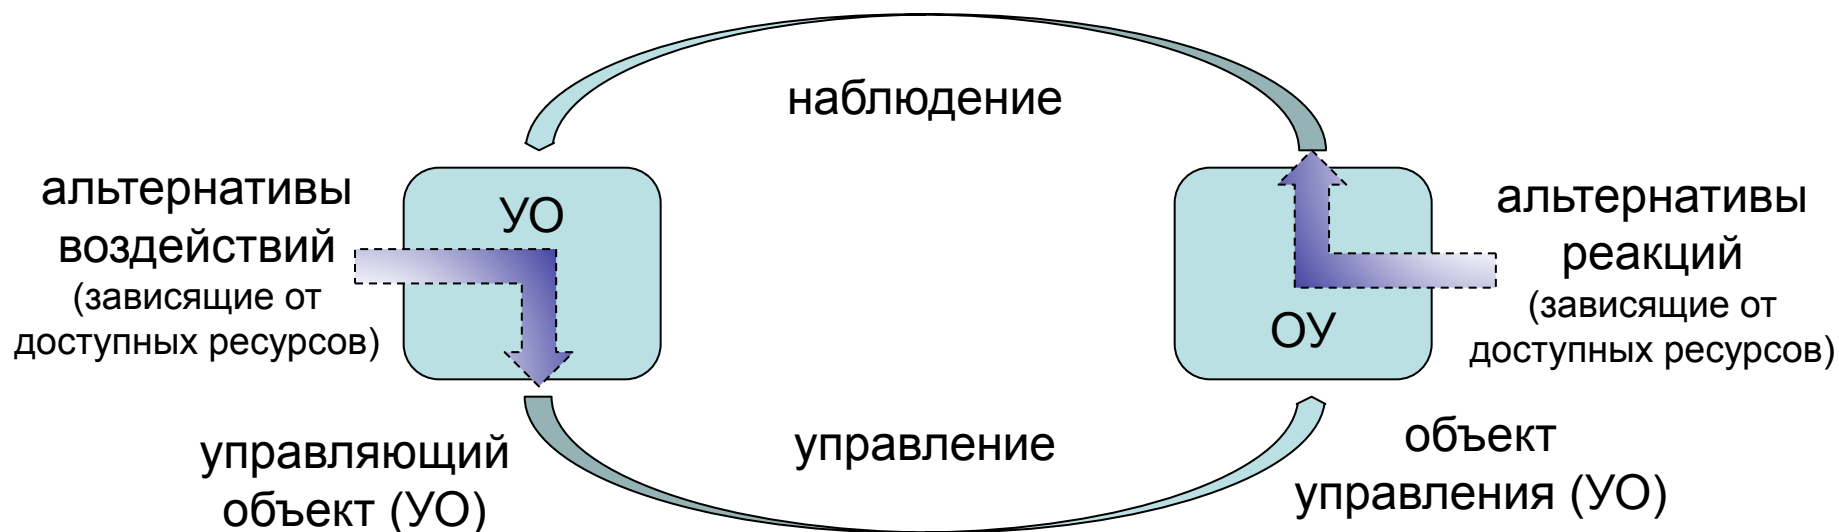 наблюдение
альтернативы
воздействий
(зависящие от
доступных ресурсов)
УО
ОУ
альтернативы
реакций
(зависящие от
доступных ресурсов)
управляющий
объект (УО)
управление
объект
управления (УО)